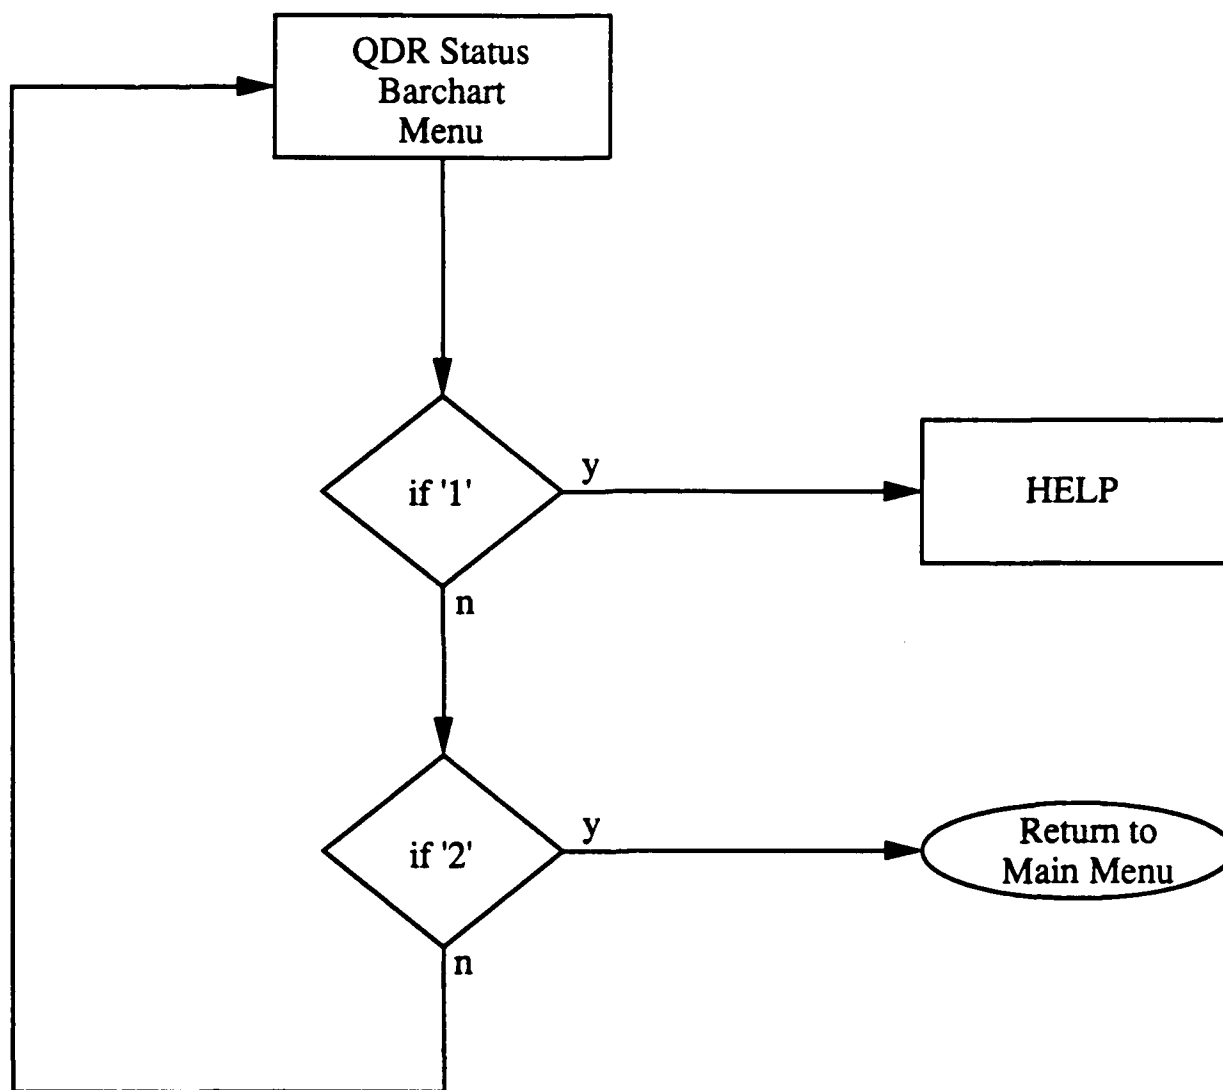 QDR Status
Barchart
Menu
if '1'
y
HELP
n
if '2'
y
Return to
Main Menu
n